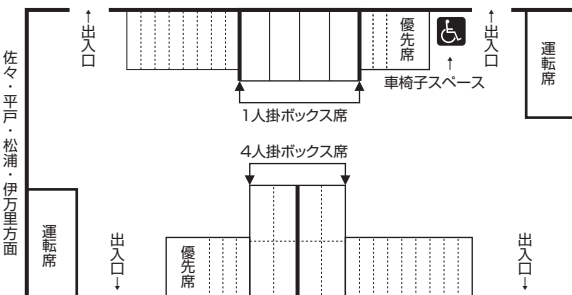 ↑出入口
優先席
↑出入口
運転席
↑
車椅子スペース
佐々・平戸・松浦・伊万里方面
1人掛ボックス席
4人掛ボックス席
運転席
出入口↓
優先席
出入口↓